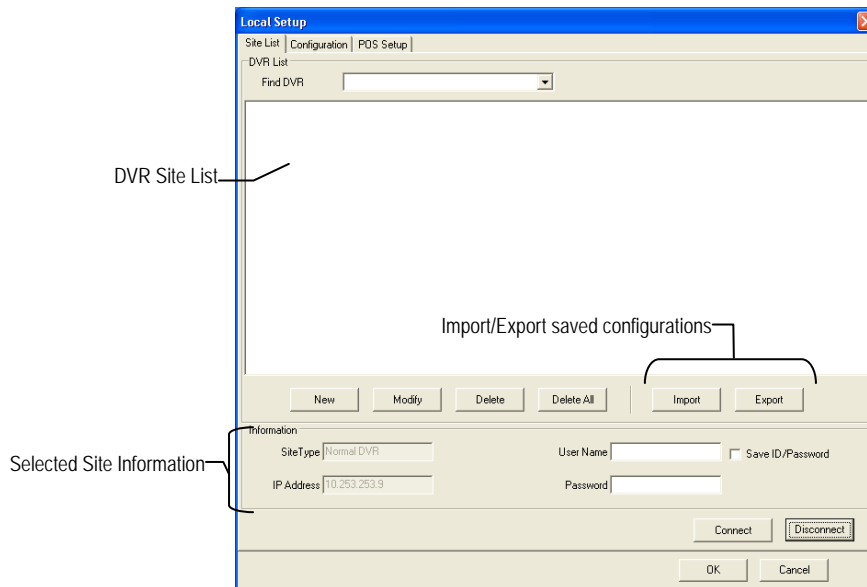 Local Setup
Site List Configuration POS Setup
DVR List
Find DVR
DVR Site List
Import/Export saved configurations
New Modify Delete Delete All Import Export
Information
SiteType Normal DVR User Name Save ID/Password
Selected Site Information
IP Address 10.253.253.9 Password
Connect Disconnect
OK Cancel